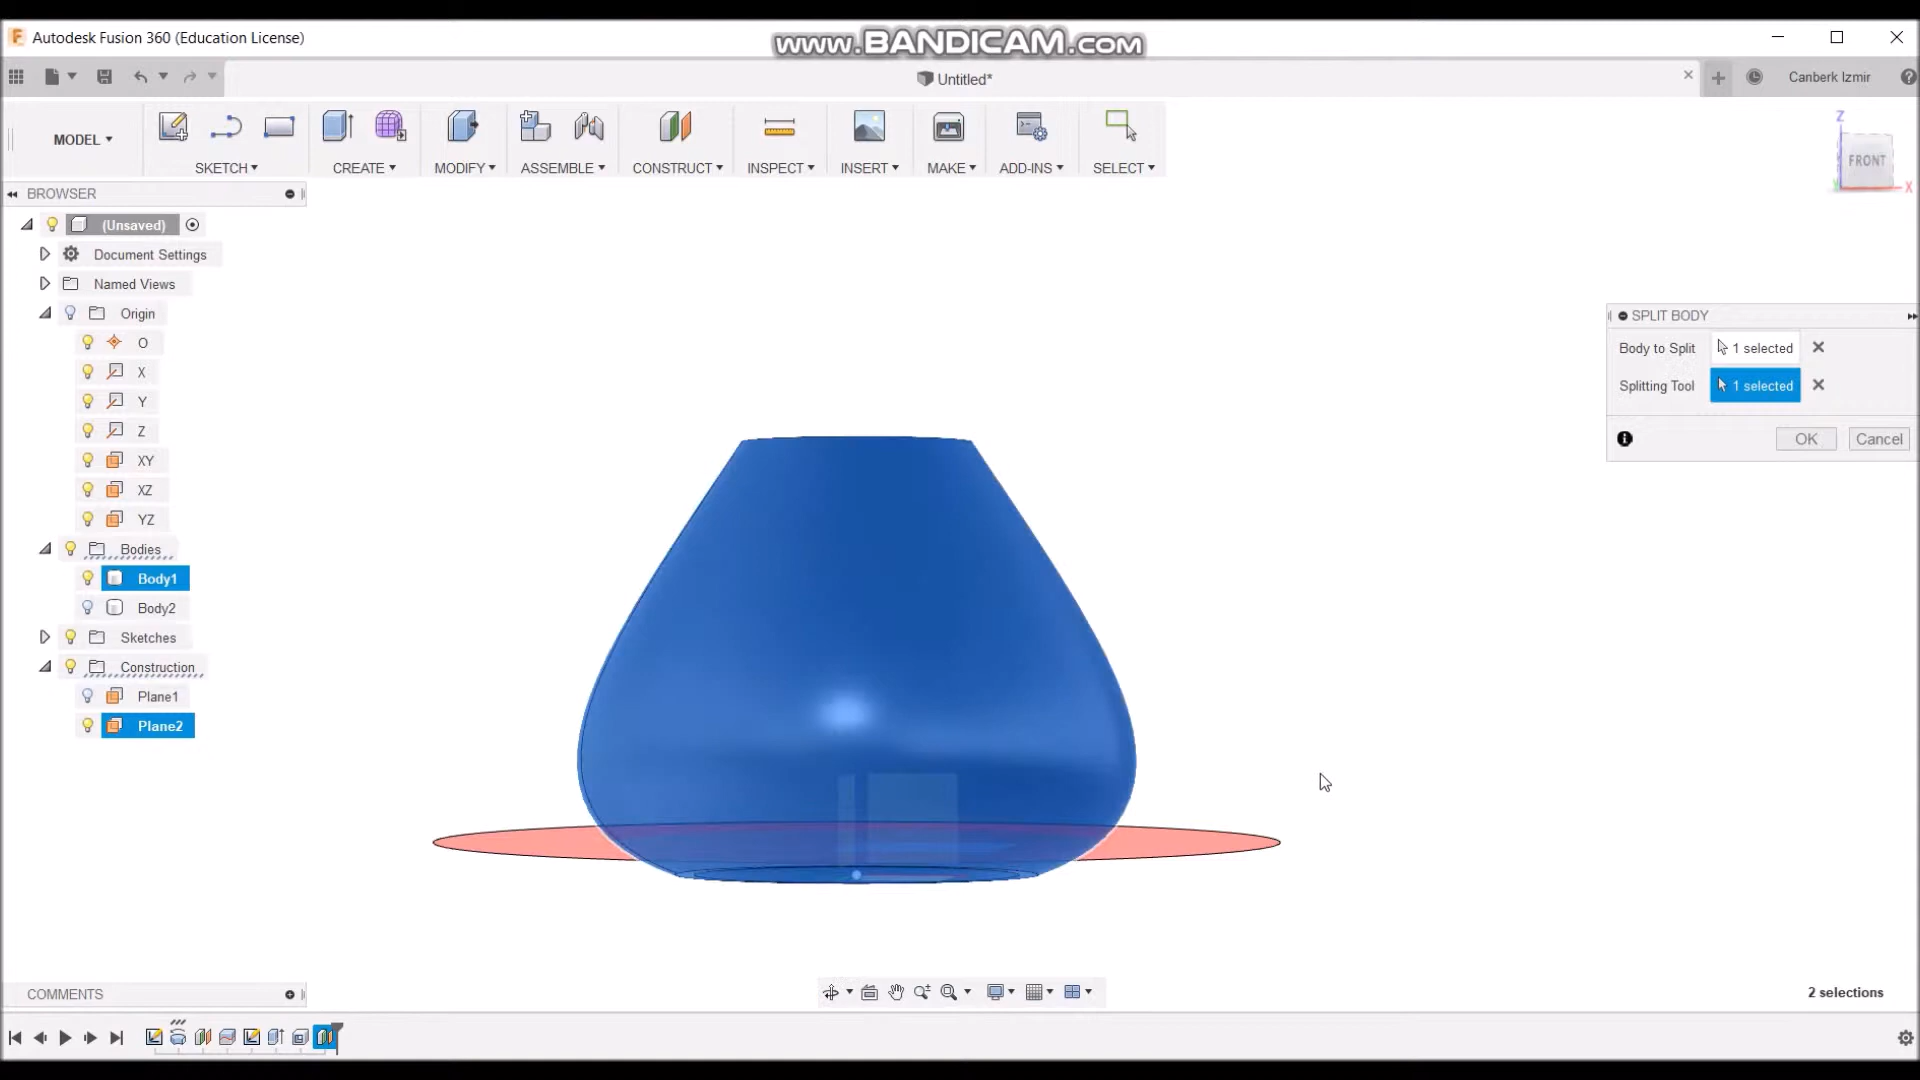 www.BANDICAM.com
Autodesk Fusion 360 (Education License)
Untitled*
Canberk Izmir
MODEL
SKETCH
CREATE
MODIFY
ASSEMBLE
CONSTRUCT
INSPECT
INSERT
MAKE
ADD-INS
SELECT
Z
FRONT
X
BROWSER
(Unsaved)
Document Settings
Named Views
Origin
O
X
Y
Z
XY
XZ
YZ
Bodies
Body1
Body2
Sketches
Construction
Plane1
Plane2
SPLIT BODY
Body to Split 1 selected
Splitting Tool 1 selected
OK Cancel
COMMENTS
2 selections